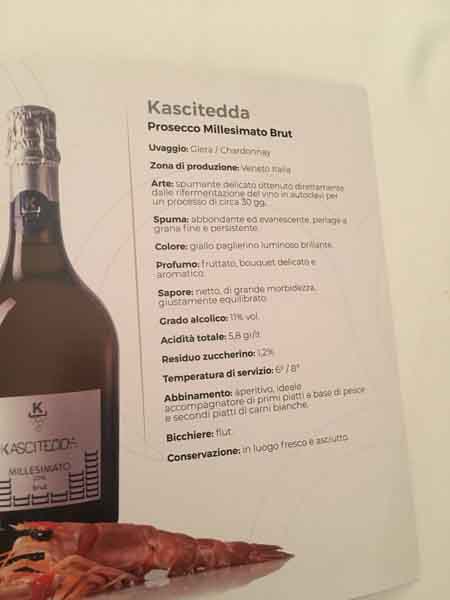 Kascitedda
Prosecco Millesimato Brut
Uvaggio: Glera / Chardonnay
Zona di produzione: Veneto Italia
Arte: spumante delicato ottenuto direttamente
dalle rifermentazione del vino in autoclavi per
un processo di circa 30 gg.
Spuma: abbondante ed evanescente, perlage a
grana fine e persistente.
Colore: giallo paglierino luminoso brillante.
Profumo: fruttato, bouquet delicato e
aromatico.
Sapore: netto, di grande morbidezza,
giustamente equilibrato.
Grado alcolico: 11% vol.
Acidità totale: 5,8 gr/lt
Residuo zuccherino: 1,2%
Temperatura di servizio: 6° / 8°
Abbinamento: aperitivo, ideale
accompagnatore di primi piatti a base di pesce
e secondi piatti di carni bianche.
Bicchiere: flut.
Conservazione: in luogo fresco e asciutto.
K
K
KASCITEDDA
MILLESIMATO
brut